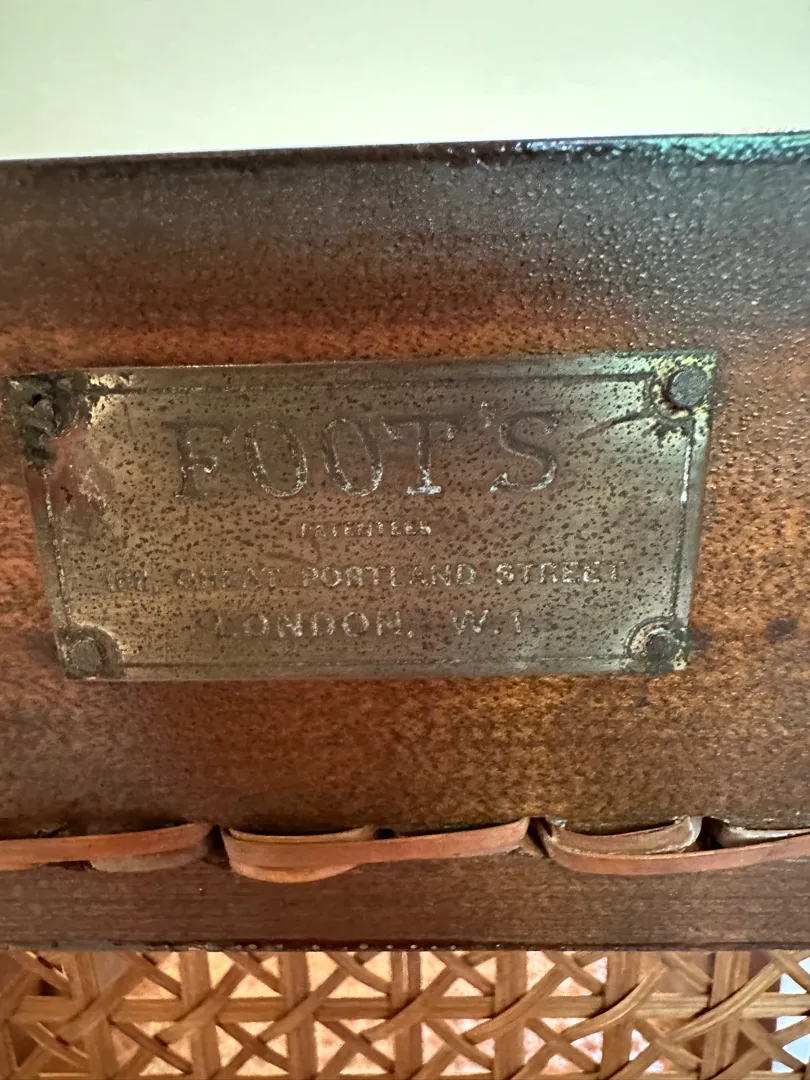 FOOT'S
PATENTEES
GREAT PORTLAND STREET,
LONDON, W.1.